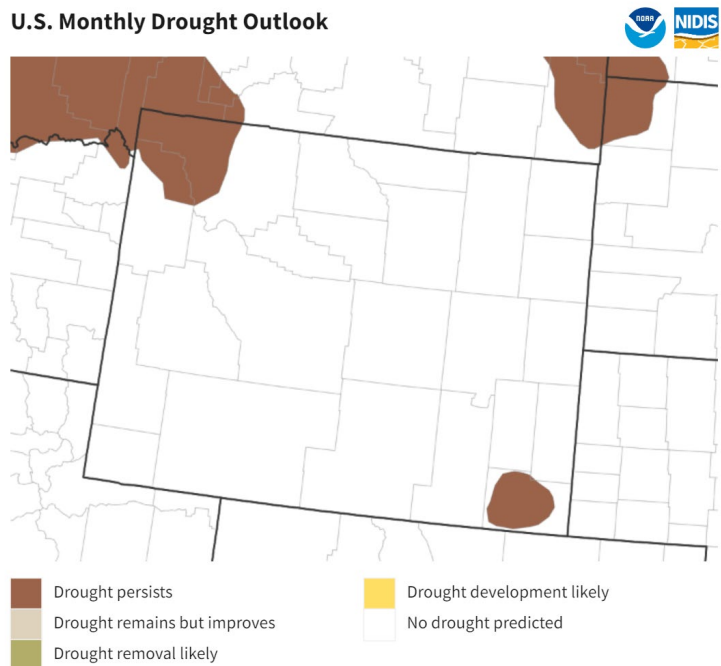 U.S. Monthly Drought Outlook
NOAA
NIDIS
Drought persists
Drought remains but improves
Drought removal likely
Drought development likely
No drought predicted